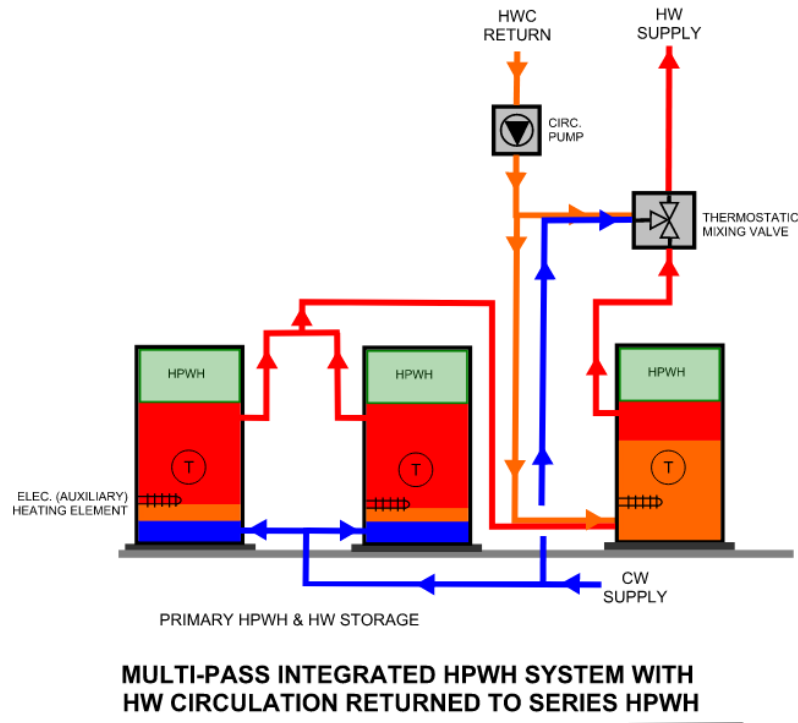 HWC
RETURN
HW
SUPPLY
CIRC.
PUMP
THERMOSTATIC
MIXING VALVE
HPWH
HPWH
HPWH
T
T
T
ELEC. (AUXILIARY)
HEATING ELEMENT
CW
SUPPLY
PRIMARY HPWH & HW STORAGE
MULTI-PASS INTEGRATED HPWH SYSTEM WITH
HW CIRCULATION RETURNED TO SERIES HPWH